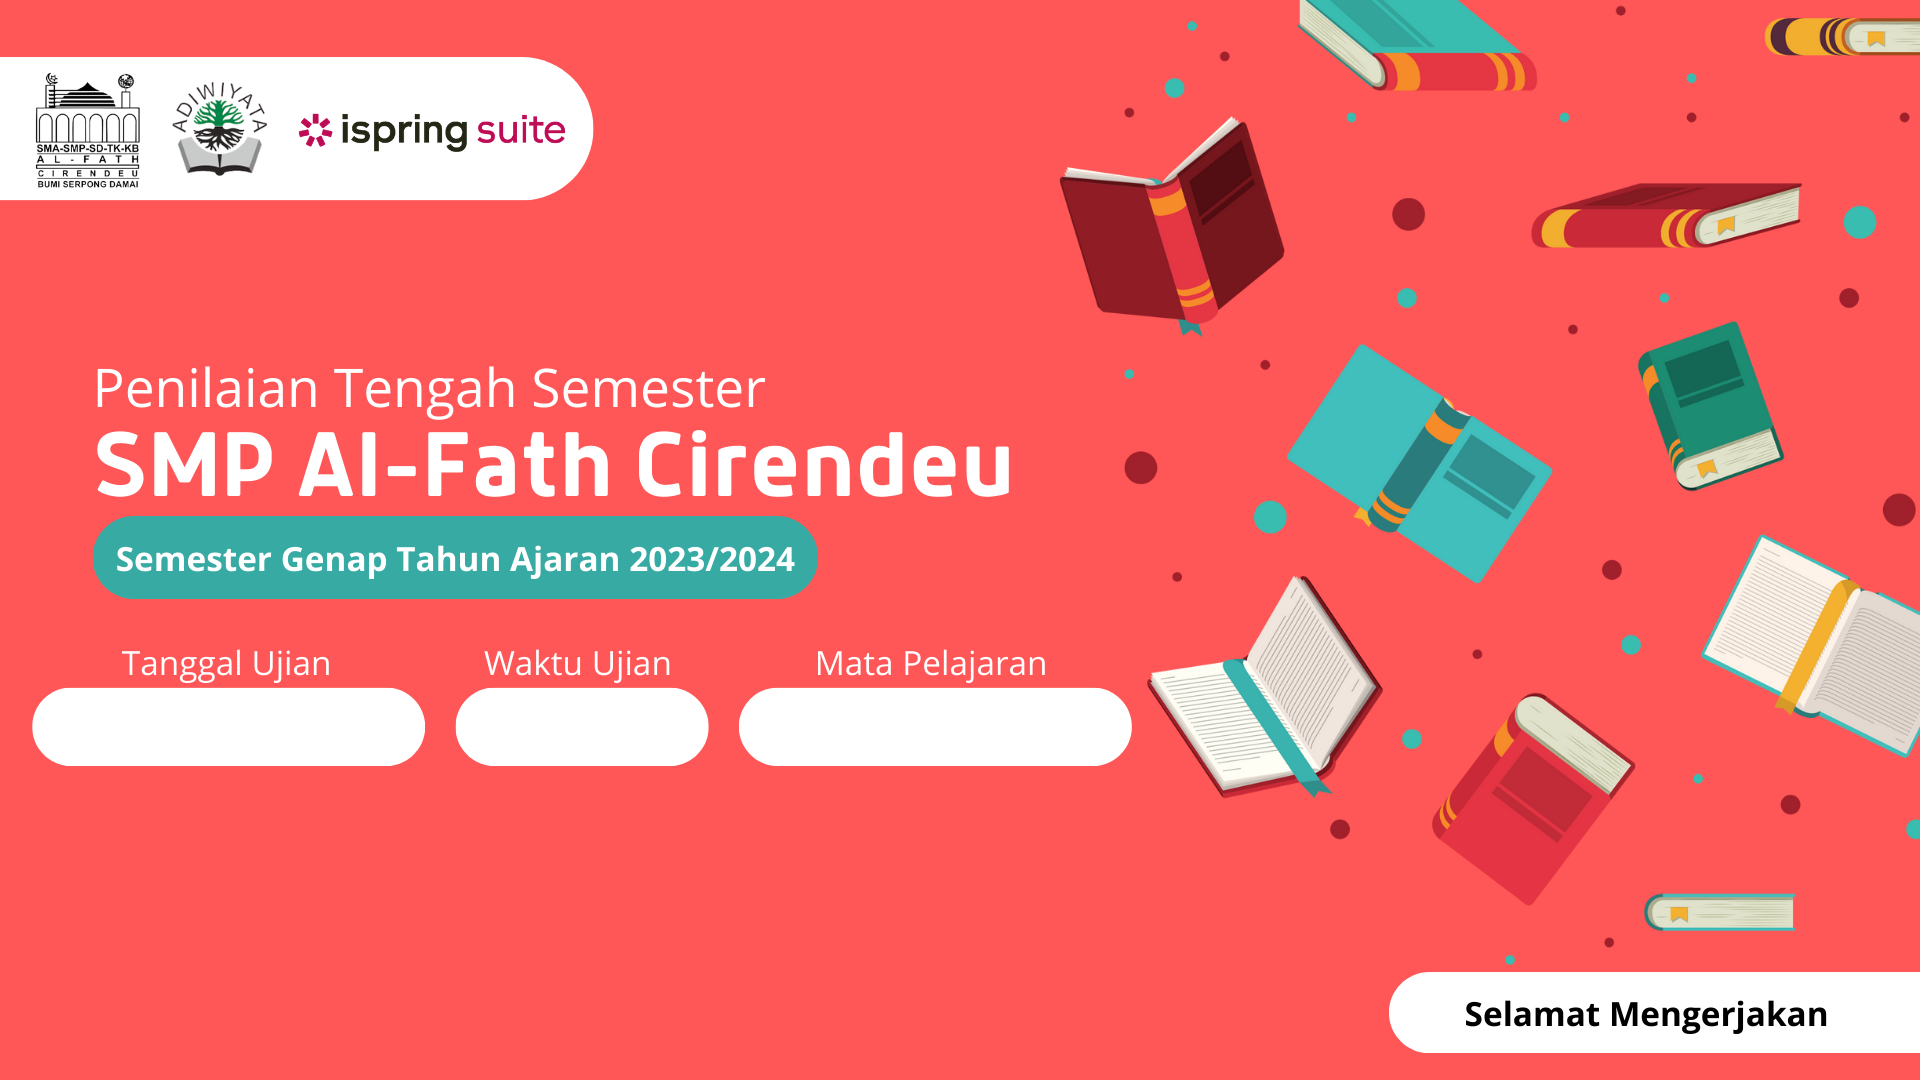 SMA-SMP-SD-TK-KB
AL-FATH
CIRENDEU
BUMI SERPONG DAMAI
ADIWIYATA
ispring suite
Penilaian Tengah Semester
SMP Al-Fath Cirendeu
Semester Genap Tahun Ajaran 2023/2024
Tanggal Ujian
Waktu Ujian
Mata Pelajaran
Selamat Mengerjakan